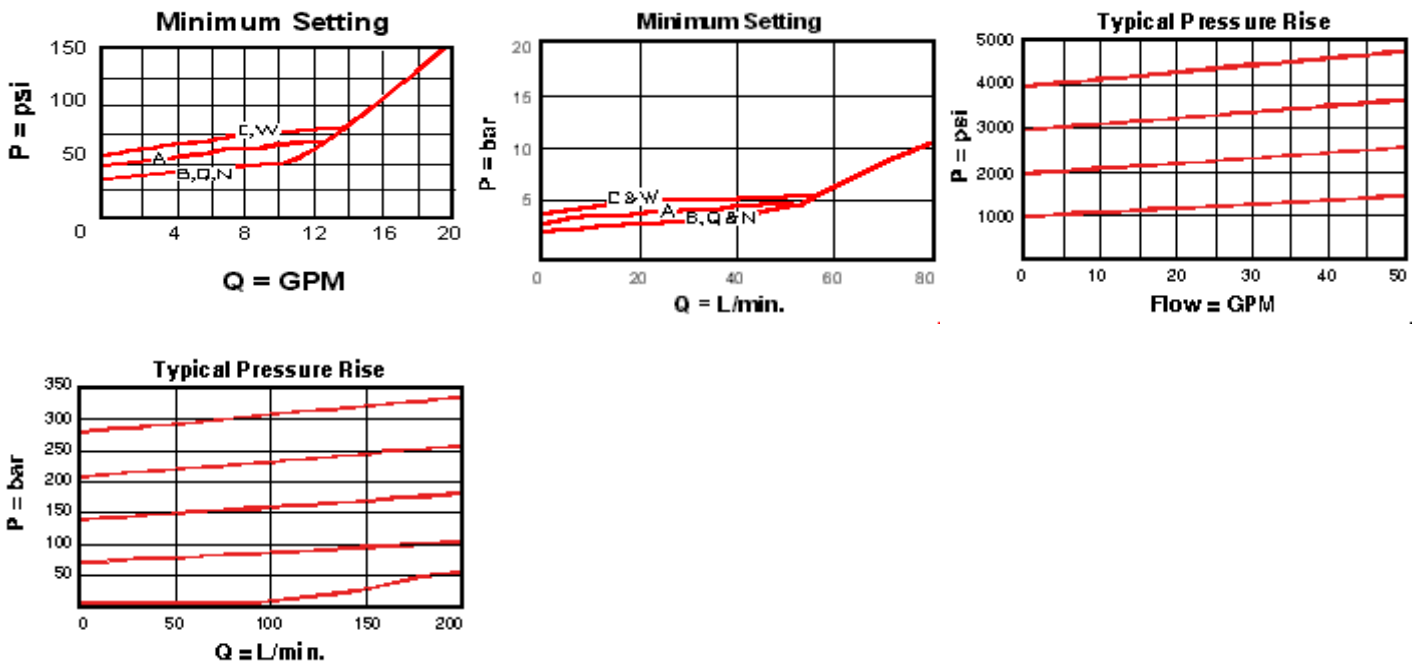 Minimum Setting
150
100
50
0
P = psi
C, W
A
B,Q,N
4 8 12 16 20
Q = GPM
Minimum Setting
20
15
10
5
P = bar
C & W
A
B, Q & N
0 20 40 60 80
Q = L/min.
Typical Pressure Rise
5000
4000
3000
2000
1000
P = psi
0 10 20 30 40 50
Flow = GPM
Typical Pressure Rise
350
300
250
200
150
100
50
P = bar
0 50 100 150 200
Q = L/min.